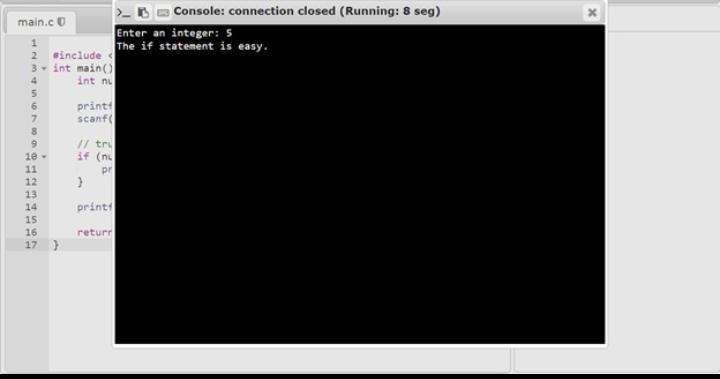 Console: connection closed (Running: 8 seg)
main.c
Enter an integer: 5
The if statement is easy.
1
2 #include <
3 int main()
4 int nu
5
6 printf
7 scanf(
8
9 // tru
10 if (nu
11 pr
12 }
13
14 printf
15
16 return
17 }